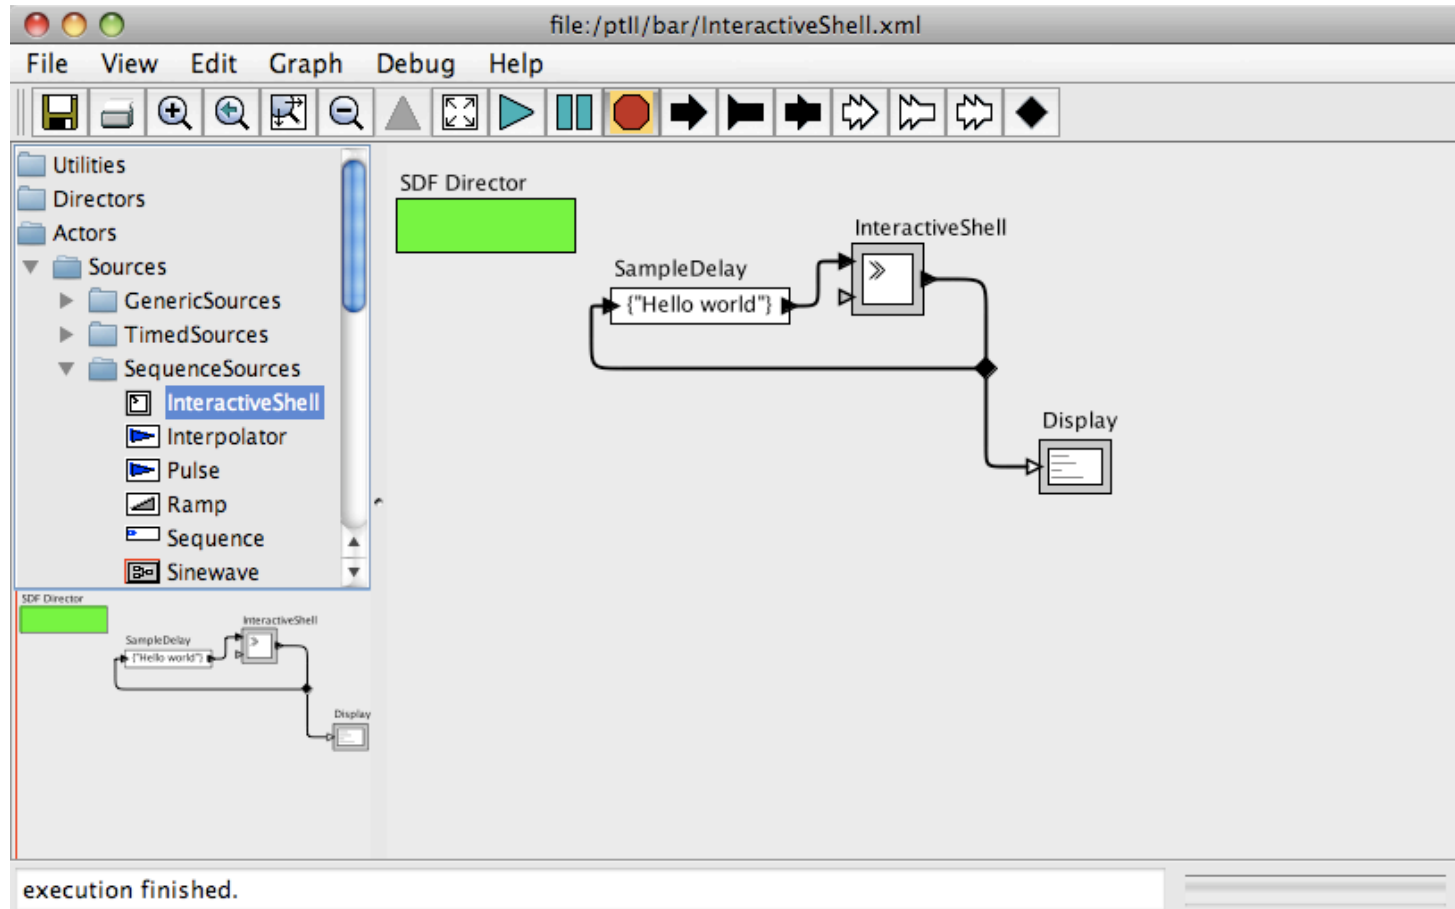 file:/ptII/bar/InteractiveShell.xml
File View Edit Graph Debug Help
Utilities
Directors
Actors
Sources
GenericSources
TimedSources
SequenceSources
InteractiveShell
Interpolator
Pulse
Ramp
Sequence
Sinewave
SDF Director
InteractiveShell
SampleDelay
{"Hello world"}
Display
SDF Director
InteractiveShell
SampleDelay
{"Hello world"}
Display
execution finished.